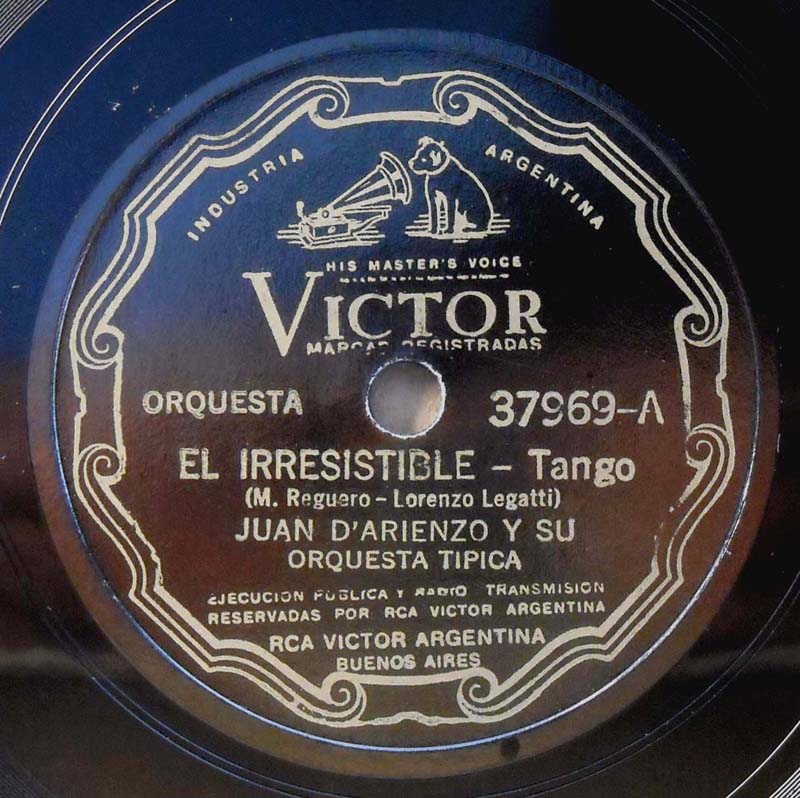 INDUSTRIA ARGENTINA
HIS MASTER'S VOICE
VICTOR
MARCAS REGISTRADAS
ORQUESTA 37969-A
EL IRRESISTIBLE - Tango
(M. Reguero - Lorenzo Legatti)
JUAN D'ARIENZO Y SU
ORQUESTA TIPICA
EJECUCION PUBLICA Y RADIO TRANSMISION
RESERVADAS POR RCA VICTOR ARGENTINA
RCA VICTOR ARGENTINA
BUENOS AIRES